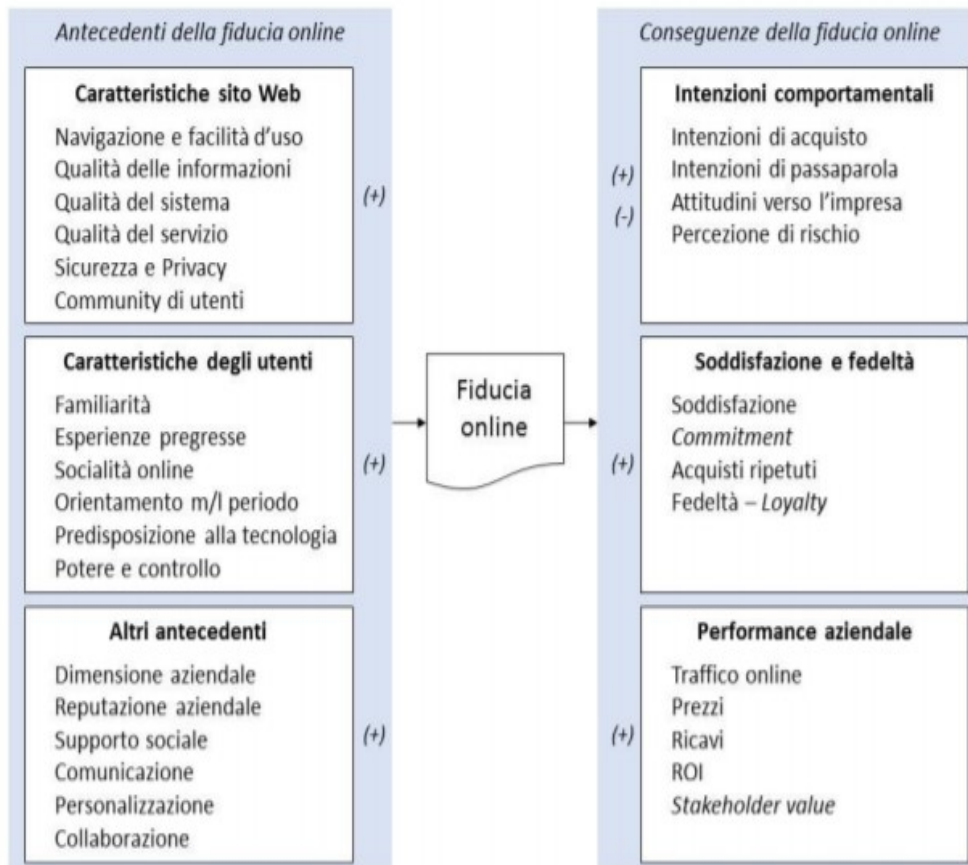 Antecedenti della fiducia online
Caratteristiche sito Web
Navigazione e facilità d'uso
Qualità delle informazioni
Qualità del sistema
Qualità del servizio
Sicurezza e Privacy
Community di utenti
(+)
Caratteristiche degli utenti
Familiarità
Esperienze pregresse
Socialità online
Orientamento m/l periodo
Predisposizione alla tecnologia
Potere e controllo
(+)
Altri antecedenti
Dimensione aziendale
Reputazione aziendale
Supporto sociale
Comunicazione
Personalizzazione
Collaborazione
(+)
Fiducia
online
Conseguenze della fiducia online
(+)
(-)
Intenzioni comportamentali
Intenzioni di acquisto
Intenzioni di passaparola
Attitudini verso l'impresa
Percezione di rischio
(+)
Soddisfazione e fedeltà
Soddisfazione
Commitment
Acquisti ripetuti
Fedeltà – Loyalty
(+)
Performance aziendale
Traffico online
Prezzi
Ricavi
ROI
Stakeholder value